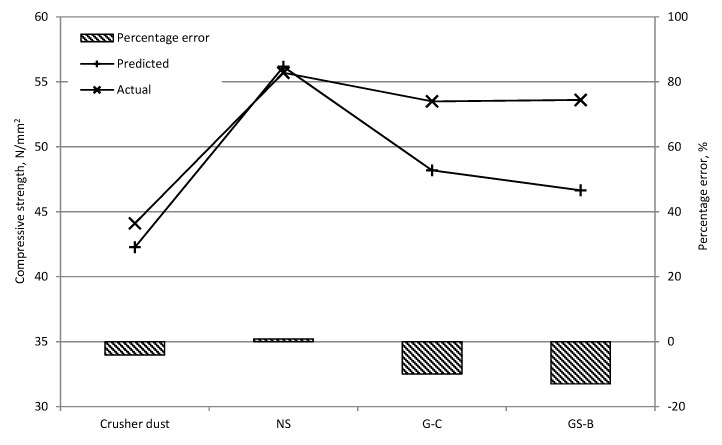 60
55
50
45
40
35
30
Compressive strength, N/mm²
Percentage error
Predicted
Actual
100
80
60
40
20
0
-20
Percentage error, %
Crusher dust
NS
G-C
GS-B